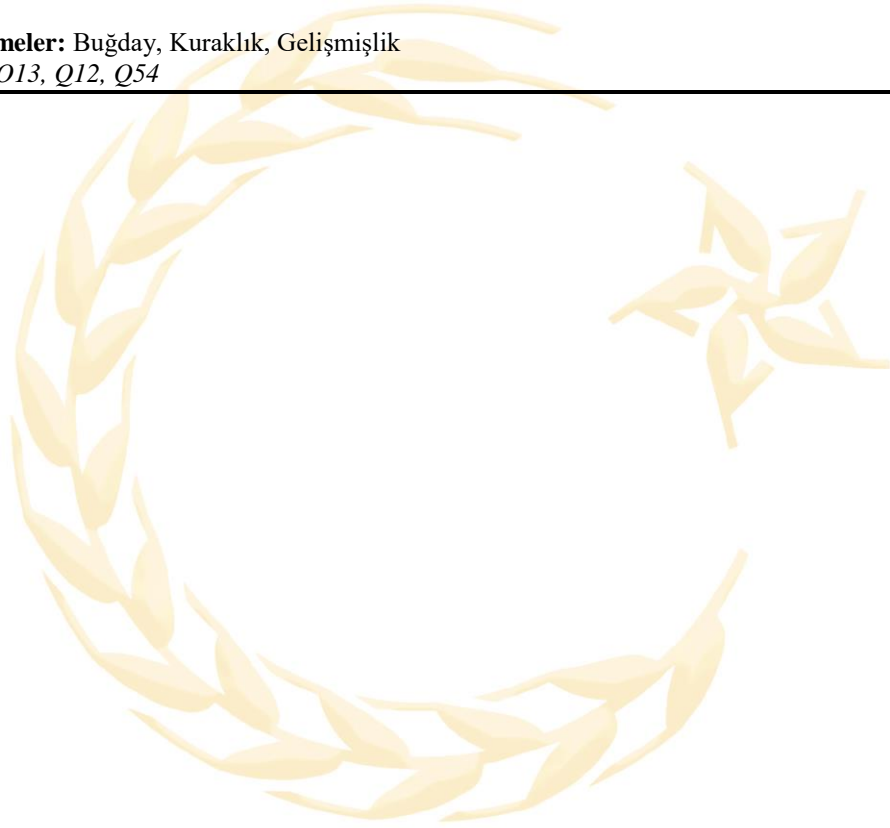 meler: Buğday, Kuraklık, Gelişmişlik
O13, Q12, Q54